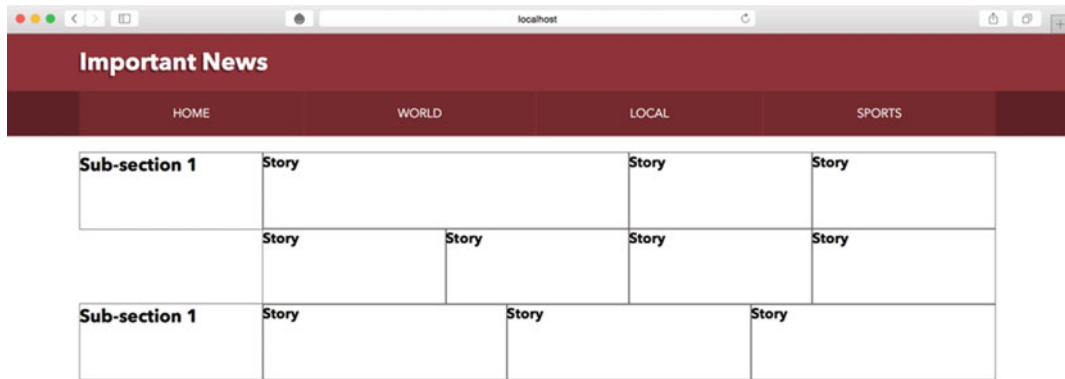 localhost
Important News
HOME WORLD LOCAL SPORTS
Sub-section 1 Story Story Story
Story Story Story Story
Sub-section 1 Story Story Story